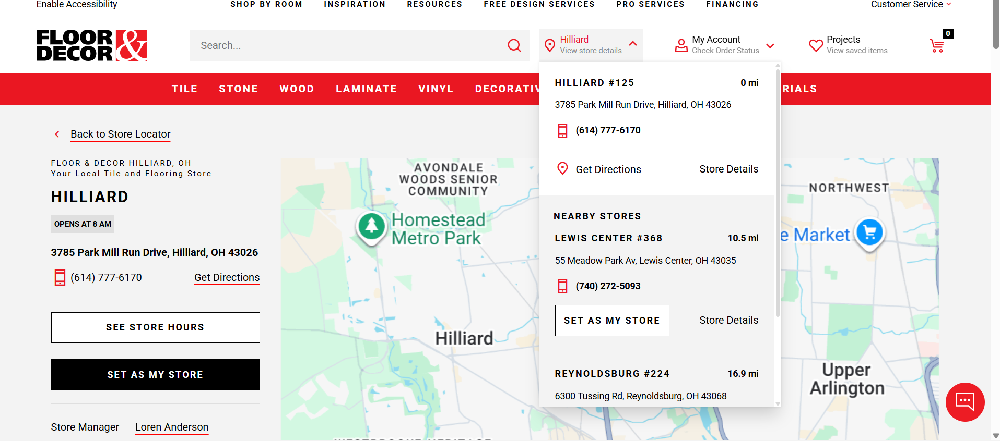 Enable Accessibility
SHOP BY ROOM INSPIRATION RESOURCES FREE DESIGN SERVICES PRO SERVICES FINANCING
Customer Service
FLOOR & DECOR
Search...
Hilliard
View store details
My Account
Check Order Status
Projects
View saved items
0
TILE STONE WOOD LAMINATE VINYL DECORATIV
RIALS
HILLIARD #125 0 mi
3785 Park Mill Run Drive, Hilliard, OH 43026
(614) 777-6170
Get Directions Store Details
NEARBY STORES
LEWIS CENTER #368 10.5 mi
55 Meadow Park Av, Lewis Center, OH 43035
(740) 272-5093
SET AS MY STORE Store Details
REYNOLDSBURG #224 16.9 mi
6300 Tussing Rd, Reynoldsburg, OH 43068
Back to Store Locator
FLOOR & DECOR HILLIARD, OH
Your Local Tile and Flooring Store
HILLIARD
OPENS AT 8 AM
3785 Park Mill Run Drive, Hilliard, OH 43026
(614) 777-6170 Get Directions
SEE STORE HOURS
SET AS MY STORE
Store Manager Loren Anderson
AVONDALE
WOODS SENIOR
COMMUNITY
Homestead
Metro Park
Hilliard
NORTHWEST
e Market
Upper
Arlington